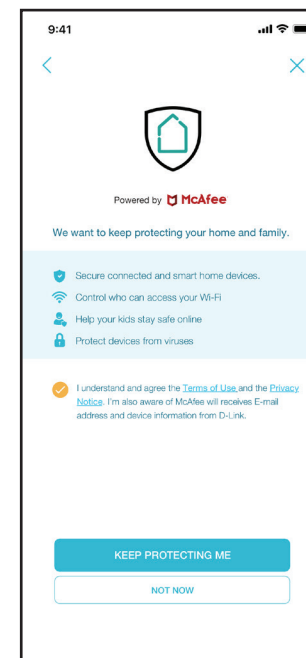 9:41
Powered by McAfee
We want to keep protecting your home and family.
Secure connected and smart home devices.
Control who can access your Wi-Fi
Help your kids stay safe online
Protect devices from viruses
I understand and agree the Terms of Use and the Privacy
Notice. I'm also aware of McAfee will receives E-mail
address and device information from D-Link.
KEEP PROTECTING ME
NOT NOW